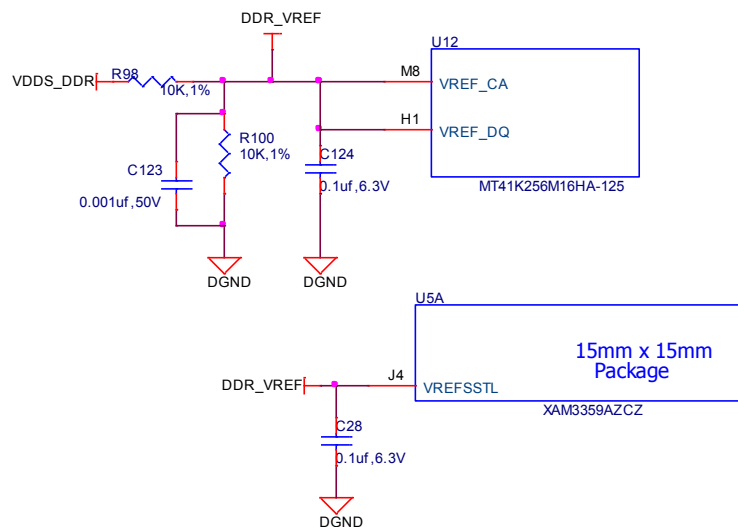 DDR_VREF
U12
VDDS_DDR
R98
10K,1%
M8
VREF_CA
H1
VREF_DQ
R100
10K,1%
C123
0.001uf,50V
C124
0.1uf,6.3V
MT41K256M16HA-125
DGND
DGND
U5A
15mm x 15mm
Package
DDR_VREF
J4
VREFSSTL
XAM3359AZCZ
C28
0.1uf,6.3V
DGND